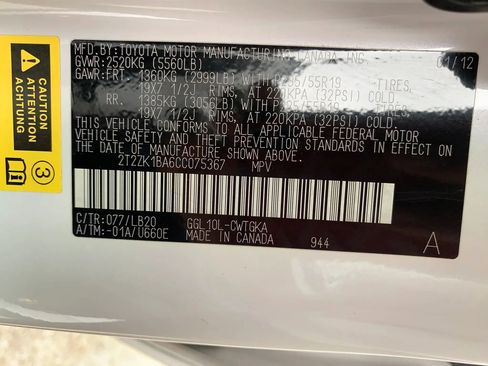 MFD.BY:TOYOTA MOTOR MANUFACTURING CANADA INC. 01/12
GVWR:2520KG (5560LB)
GAWR:FRT 1360KG (2999LB) WITH P235/55R19 TIRES,
19X7 1/2J RIMS, AT 220KPA (32PSI) COLD
RR. 1385KG (3056LB) WITH P235/55R19 TIRES,
19X7 1/2J RIMS, AT 220KPA (32PSI) COLD
THIS VEHICLE CONFORMS TO ALL APPLICABLE FEDERAL MOTOR
VEHICLE SAFETY AND THEFT PREVENTION STANDARDS IN EFFECT ON
THE DATE OF MANUFACTURE SHOWN ABOVE.
2T2ZK1BA6CC075367 MPV
C/TR:077/LB20 GGL10L-CWTGKA
A/TM:-01A/U660E MADE IN CANADA 944 A
CAUTION
ATTENTION
ACHTUNG
3